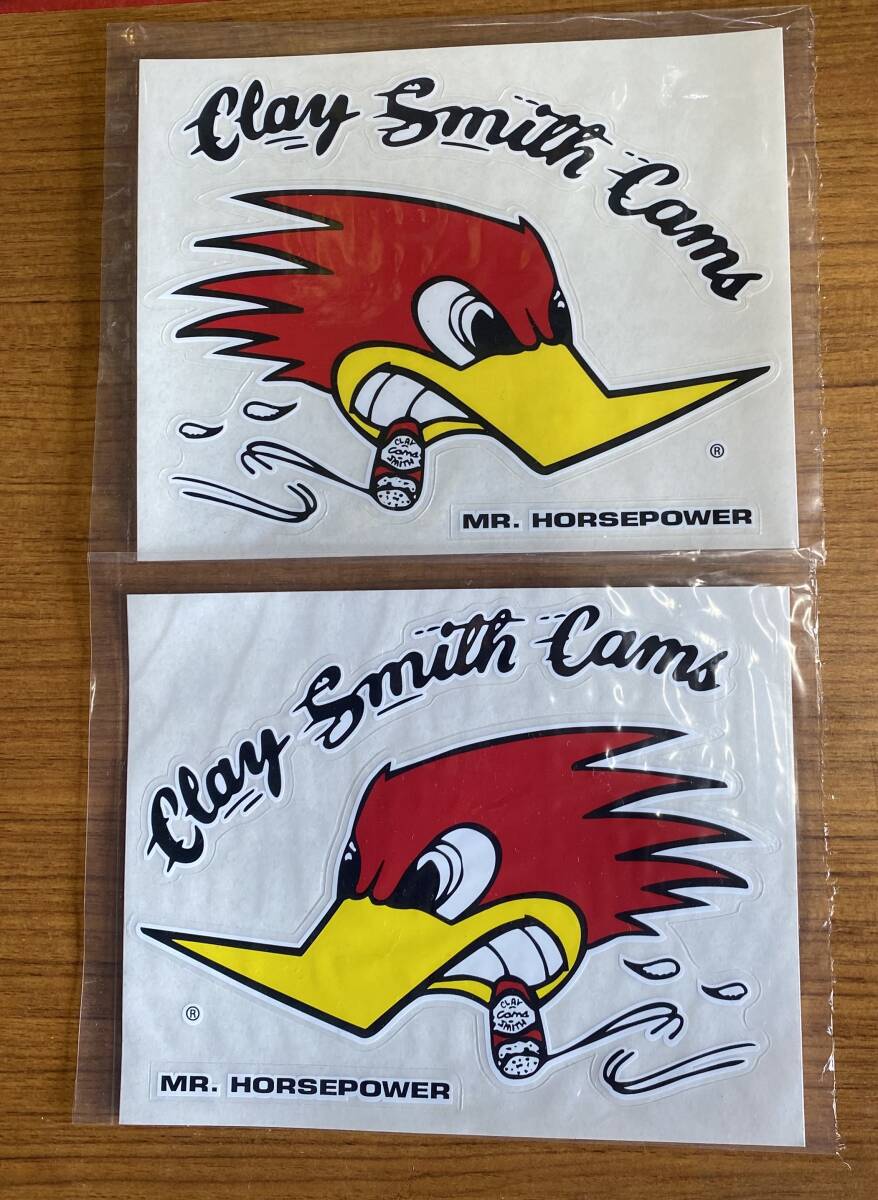 Clay Smith Cams
CLAY
Cams
SMITH
®
MR. HORSEPOWER
Clay Smith Cams
CLAY
Cams
SMITH
®
MR. HORSEPOWER